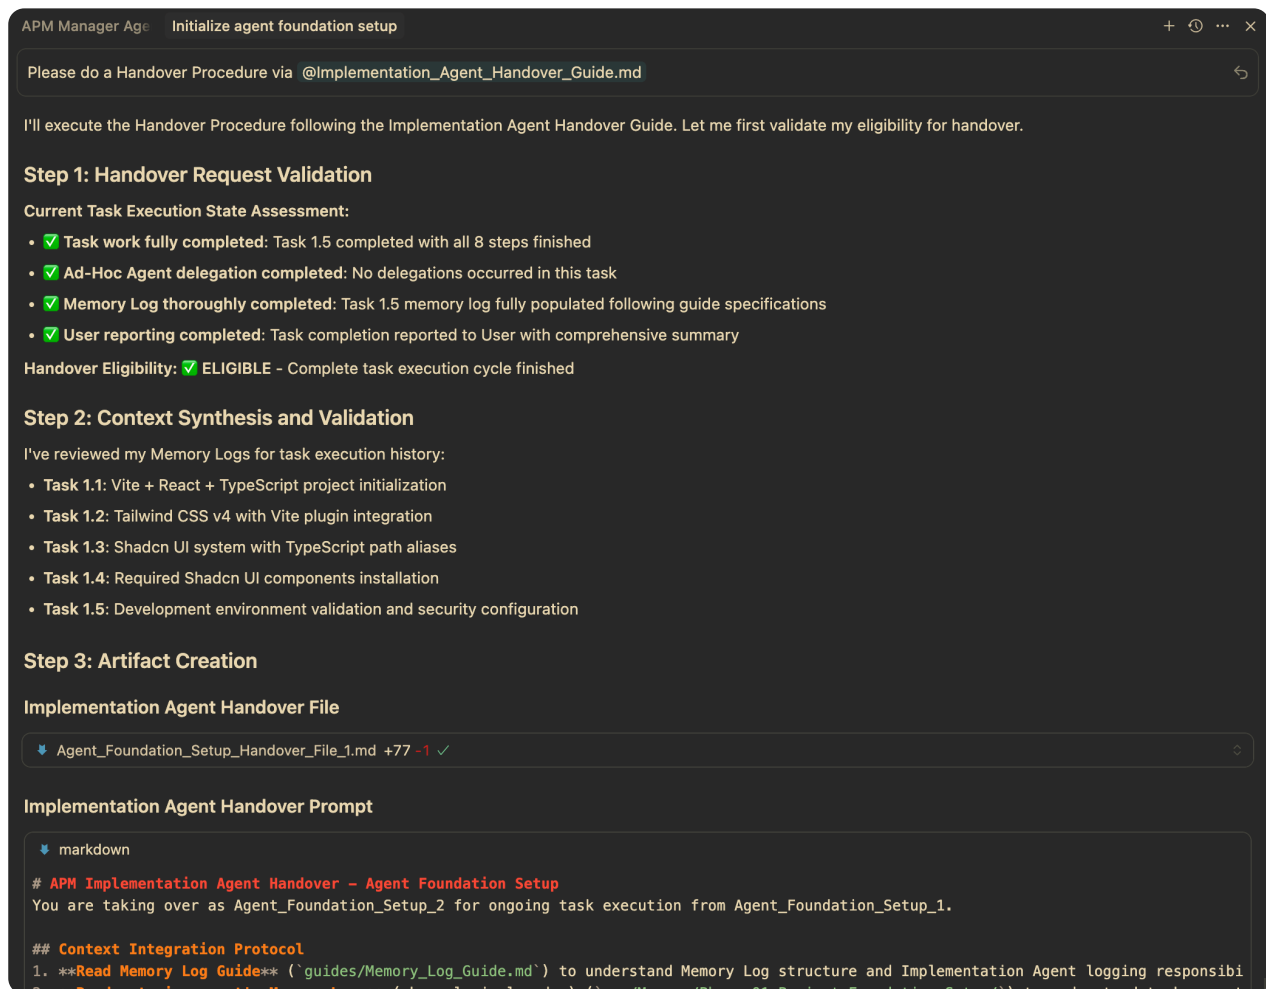 APM Manager Age
Initialize agent foundation setup
Please do a Handover Procedure via @Implementation_Agent_Handover_Guide.md
I'll execute the Handover Procedure following the Implementation Agent Handover Guide. Let me first validate my eligibility for handover.
Step 1: Handover Request Validation
Current Task Execution State Assessment:
• ✅ Task work fully completed: Task 1.5 completed with all 8 steps finished
• ✅ Ad-Hoc Agent delegation completed: No delegations occurred in this task
• ✅ Memory Log thoroughly completed: Task 1.5 memory log fully populated following guide specifications
• ✅ User reporting completed: Task completion reported to User with comprehensive summary
Handover Eligibility: ✅ ELIGIBLE - Complete task execution cycle finished
Step 2: Context Synthesis and Validation
I've reviewed my Memory Logs for task execution history:
• Task 1.1: Vite + React + TypeScript project initialization
• Task 1.2: Tailwind CSS v4 with Vite plugin integration
• Task 1.3: Shadcn UI system with TypeScript path aliases
• Task 1.4: Required Shadcn UI components installation
• Task 1.5: Development environment validation and security configuration
Step 3: Artifact Creation
Implementation Agent Handover File
Agent_Foundation_Setup_Handover_File_1.md +77 -1 ✓
Implementation Agent Handover Prompt
markdown
# APM Implementation Agent Handover – Agent Foundation Setup
You are taking over as Agent_Foundation_Setup_2 for ongoing task execution from Agent_Foundation_Setup_1.
## Context Integration Protocol
1. **Read Memory Log Guide** (`guides/Memory_Log_Guide.md`) to understand Memory Log structure and Implementation Agent logging responsibi